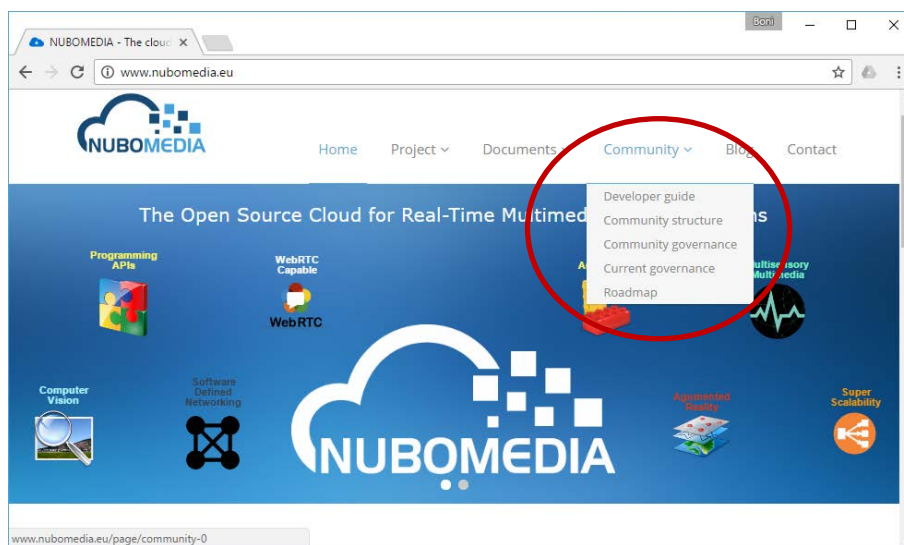 Boni
NUBOMEDIA - The cloud
www.nubomedia.eu
NUBOMEDIA
Home Project Documents Community Blog Contact
Developer guide
Community structure
Community governance
Current governance
Roadmap
The Open Source Cloud for Real-Time
Programming
APIs
WebRTC
Capable
WebRTC
Multimedia
Computer
Vision
Software
Defined
Networking
NUBOMEDIA
Augmented
Reality
Super
Scalability
www.nubomedia.eu/page/community-0